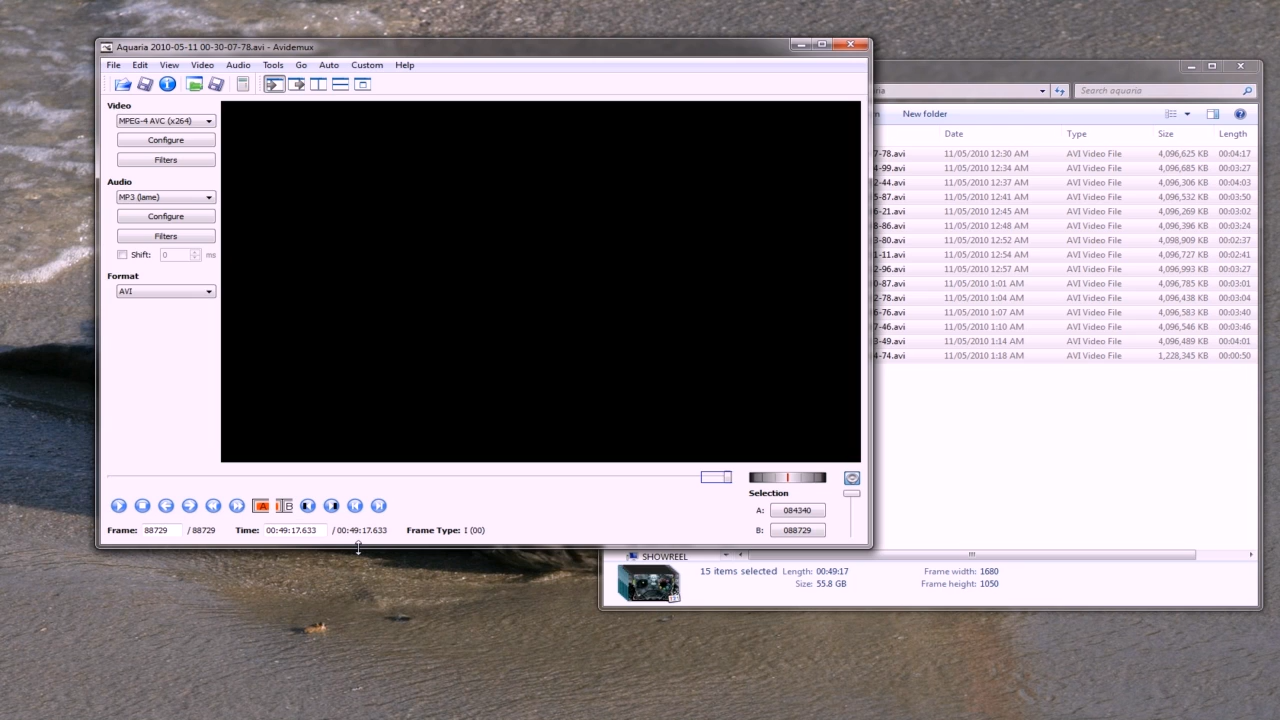 Aquaria 2010-05-11 00-30-07-78.avi - Avidemux
File Edit View Video Audio Tools Go Auto Custom Help
Video
MPEG-4 AVC (x264)
Configure
Filters
Audio
MP3 (lame)
Configure
Filters
Shift: 0 ms
Format
AVI
Selection
A: 084340
B: 088729
A B
Frame: 88729 / 88729 Time: 00:49:17.633 / 00:49:17.633 Frame Type: I (00)
Search aquaria
New folder
Date Type Size Length
7-78.avi 11/05/2010 12:30 AM AVI Video File 4,096,625 KB 00:04:17
4-99.avi 11/05/2010 12:34 AM AVI Video File 4,096,685 KB 00:03:27
2-44.avi 11/05/2010 12:37 AM AVI Video File 4,096,306 KB 00:04:03
5-87.avi 11/05/2010 12:41 AM AVI Video File 4,096,532 KB 00:03:50
6-21.avi 11/05/2010 12:45 AM AVI Video File 4,096,269 KB 00:03:02
8-86.avi 11/05/2010 12:48 AM AVI Video File 4,096,536 KB 00:03:24
3-80.avi 11/05/2010 12:52 AM AVI Video File 4,098,909 KB 00:02:37
1-11.avi 11/05/2010 12:54 AM AVI Video File 4,096,727 KB 00:02:41
2-96.avi 11/05/2010 12:57 AM AVI Video File 4,096,993 KB 00:03:27
0-87.avi 11/05/2010 1:01 AM AVI Video File 4,096,785 KB 00:03:01
2-78.avi 11/05/2010 1:04 AM AVI Video File 4,096,438 KB 00:03:04
6-76.avi 11/05/2010 1:07 AM AVI Video File 4,096,583 KB 00:03:40
7-46.avi 11/05/2010 1:10 AM AVI Video File 4,096,546 KB 00:03:46
3-49.avi 11/05/2010 1:14 AM AVI Video File 4,096,489 KB 00:04:01
4-74.avi 11/05/2010 1:18 AM AVI Video File 1,228,345 KB 00:00:50
SHOWREEL
15 items selected Length: 00:49:17 Frame width: 1680
Size: 55.8 GB Frame height: 1050